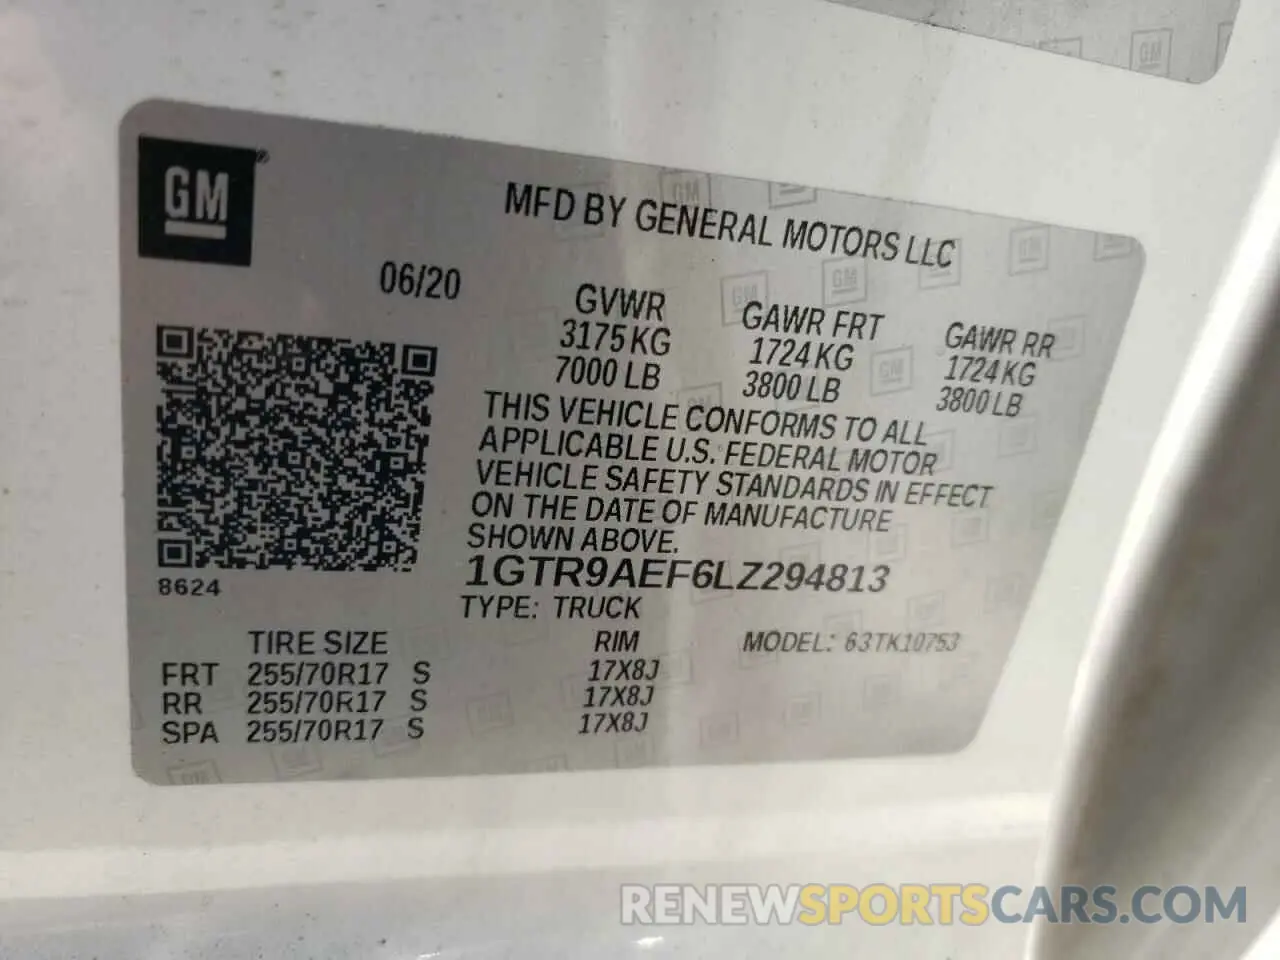 GM
MFD BY GENERAL MOTORS LLC
06/20
GVWR GAWR FRT GAWR RR
3175 KG 1724 KG 1724 KG
7000 LB 3800 LB 3800 LB
THIS VEHICLE CONFORMS TO ALL
APPLICABLE U.S. FEDERAL MOTOR
VEHICLE SAFETY STANDARDS IN EFFECT
ON THE DATE OF MANUFACTURE
SHOWN ABOVE.
8624
1GTR9AEF6LZ294813
TYPE: TRUCK
TIRE SIZE RIM MODEL: 63TK10753
FRT 255/70R17 S 17X8J
RR 255/70R17 S 17X8J
SPA 255/70R17 S 17X8J
RENEWSPORTSCARS.COM